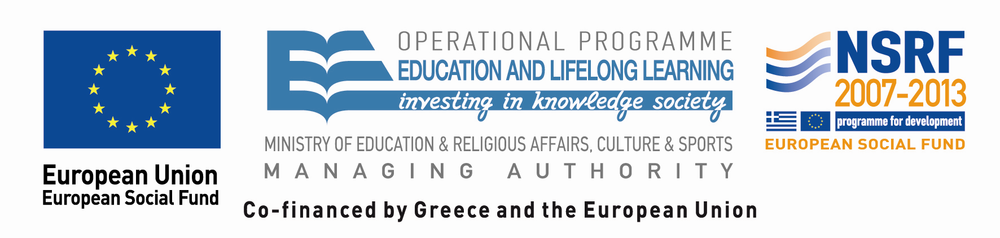 European Union
European Social Fund
OPERATIONAL PROGRAMME
EDUCATION AND LIFELONG LEARNING
investing in knowledge society
MINISTRY OF EDUCATION & RELIGIOUS AFFAIRS, CULTURE & SPORTS
MANAGING AUTHORITY
NSRF
2007-2013
programme for development
EUROPEAN SOCIAL FUND
Co-financed by Greece and the European Union